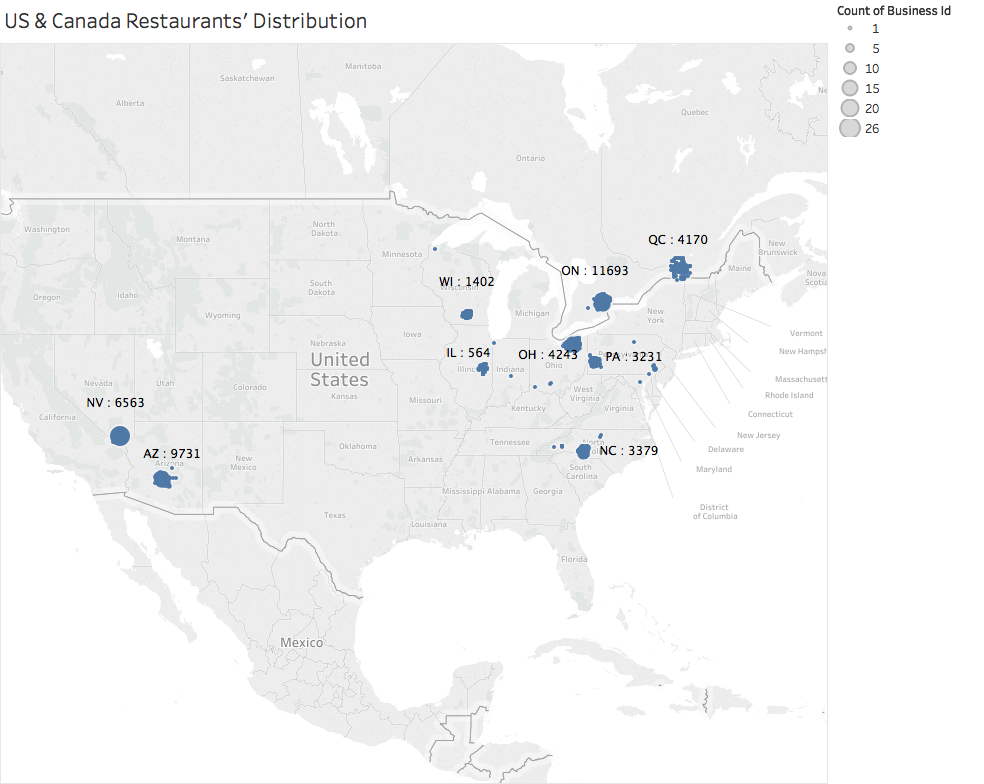 US & Canada Restaurants' Distribution
Count of Business Id
1
5
10
15
20
26
Manitoba
Saskatchewan
Alberta
Quebec
Ontario
Washington
Montana
North
Dakota
Minnesota
QC : 4170
New
Brunswick
Maine
Nova
Scotia
ON : 11693
WI : 1402
Wisconsin
Oregon
Idaho
South
Dakota
Wyoming
Michigan
New
York
Iowa
Nebraska
Vermont
New Hampsh
IL : 564
OH : 4243
PA : 3231
United
States
Illinois
Indiana
Ohio
Nevada
Utah
Colorado
Kansas
Missouri
West
Virginia
Virginia
Kentucky
Massachusett
Rhode Island
Connecticut
New Jersey
Delaware
Maryland
District
of Columbia
NV : 6563
California
AZ : 9731
Arizona
New
Mexico
Oklahoma
Arkansas
Tennessee
North
NC : 3379
South
Carolina
Mississippi
Alabama
Georgia
Texas
Louisiana
Florida
Mexico